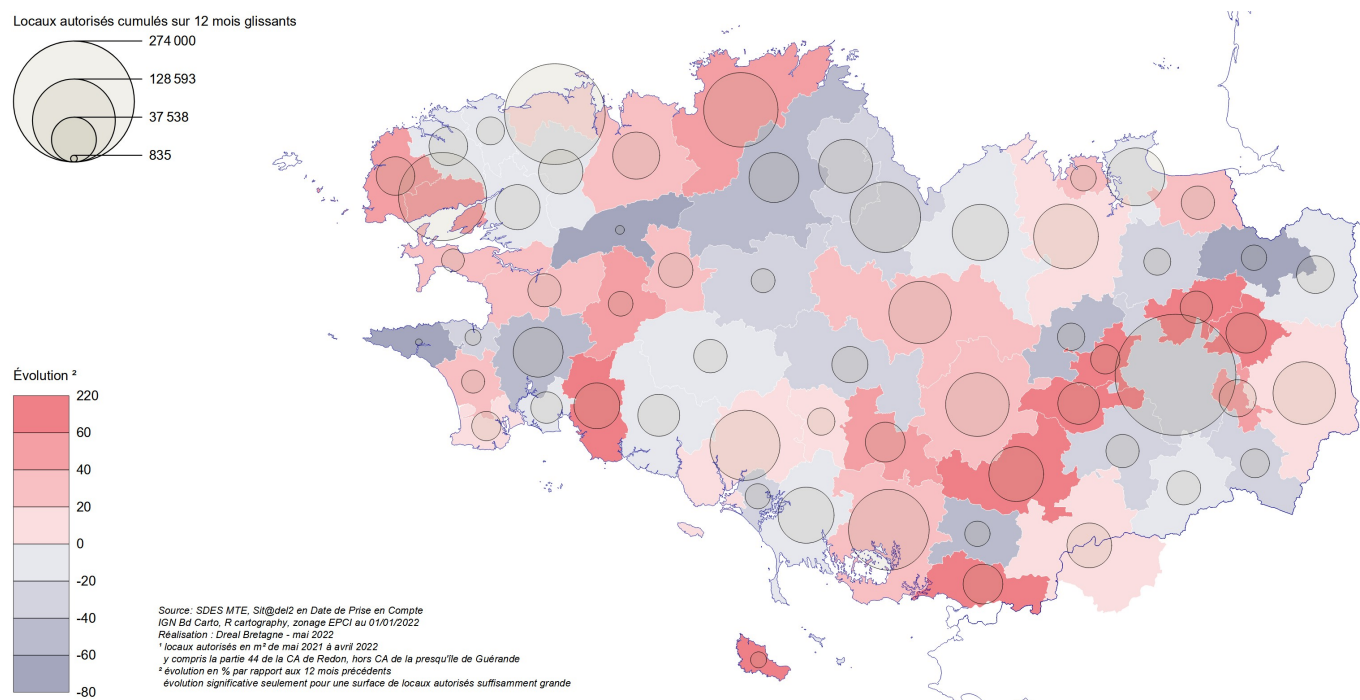 Locaux autorisés cumulés sur 12 mois glissants
274 000
128 593
37 538
835
Évolution ²
220
60
40
20
0
-20
-40
-60
-80
Source: SDES MTE, Sit@del2 en Date de Prise en Compte
IGN Bd Carto, R cartography, zonage EPCI au 01/01/2022
Réalisation : Dreal Bretagne - mai 2022
¹ locaux autorisés en m² de mai 2021 à avril 2022
y compris la partie 44 de la CA de Redon, hors CA de la presqu'île de Guérande
² évolution en % par rapport aux 12 mois précédents
évolution significative seulement pour une surface de locaux autorisés suffisamment grande